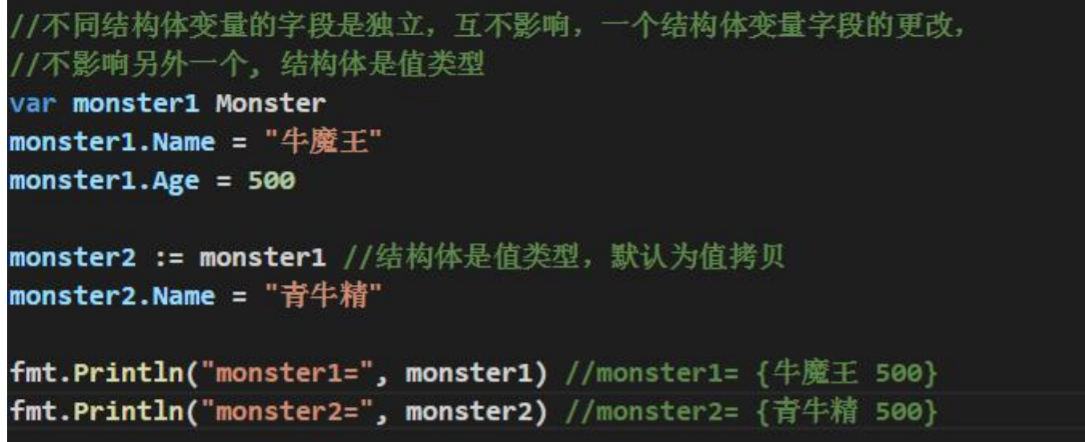 //不同结构体变量的字段是独立，互不影响，一个结构体变量字段的更改，
//不影响另外一个, 结构体是值类型
var monster1 Monster
monster1.Name = "牛魔王"
monster1.Age = 500
monster2 := monster1 //结构体是值类型，默认为值拷贝
monster2.Name = "青牛精"
fmt.Println("monster1=", monster1) //monster1= {牛魔王 500}
fmt.Println("monster2=", monster2) //monster2= {青牛精 500}